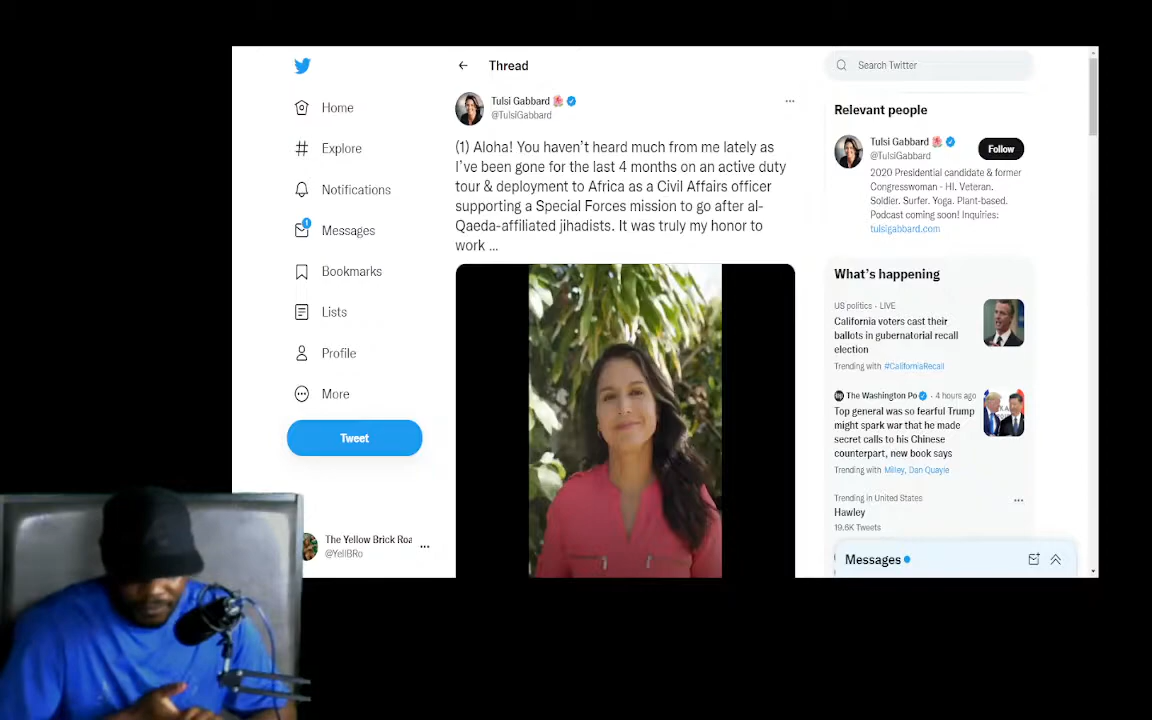 Home
Explore
Notifications
1
Messages
Bookmarks
Lists
Profile
More
Tweet
The Yellow Brick Roa
@YellBRo
Thread
Tulsi Gabbard
@TulsiGabbard
(1) Aloha! You haven't heard much from me lately as
I've been gone for the last 4 months on an active duty
tour & deployment to Africa as a Civil Affairs officer
supporting a Special Forces mission to go after al-
Qaeda-affiliated jihadists. It was truly my honor to
work ...
Search Twitter
Relevant people
Tulsi Gabbard
@TulsiGabbard
Follow
2020 Presidential candidate & former
Congresswoman - HI. Veteran.
Soldier. Surfer. Yoga. Plant-based.
Podcast coming soon! Inquiries:
tulsigabbard.com
What's happening
US politics · LIVE
California voters cast their
ballots in gubernatorial recall
election
Trending with #CaliforniaRecall
The Washington Po · 4 hours ago
Top general was so fearful Trump
might spark war that he made
secret calls to his Chinese
counterpart, new book says
Trending with Milley, Dan Quayle
Trending in United States
Hawley
19.6K Tweets
Messages